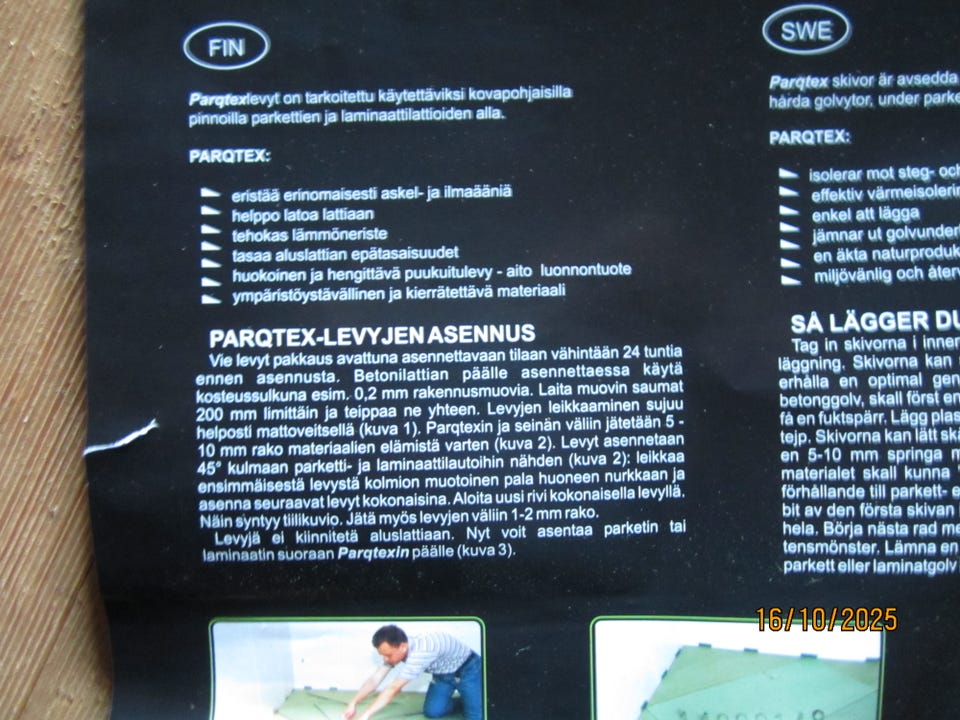 FIN
Parqtexlevyt on tarkoitettu käytettäviksi kovapohjaisilla
pinnoilla parkettien ja laminaattilattioiden alla.
PARQTEX:
eristää erinomaisesti askel- ja ilmaääniä
helppo latoa lattiaan
tehokas lämmöneriste
tasaa aluslattian epätasaisuudet
huokoinen ja hengittävä puukuitulevy - aito luonnontuote
ympäristöystävällinen ja kierrätettävä materiaali
PARQTEX-LEVYJEN ASENNUS
Vie levyt pakkaus avattuna asennettavaan tilaan vähintään 24 tuntia
ennen asennusta. Betonilattian päälle asennettaessa käytä
kosteussulkuna esim. 0,2 mm rakennusmuovia. Laita muovin saumat
200 mm limittäin ja teippaa ne yhteen. Levyjen leikkaaminen sujuu
helposti mattoveitsellä (kuva 1). Parqtexin ja seinän väliin jätetään 5 -
10 mm rako materiaalien elämistä varten (kuva 2). Levyt asennetaan
45° kulmaan parketti- ja laminaattilautoihin nähden (kuva 2): leikkaa
ensimmäisestä levystä kolmion muotoinen pala huoneen nurkkaan ja
asenna seuraavat levyt kokonaisina. Aloita uusi rivi kokonaisella levyllä.
Näin syntyy tiilikuvio. Jätä myös levyjen väliin 1-2 mm rako.
Levyjä ei kiinnitetä aluslattiaan. Nyt voit asentaa parketin tai
laminaatin suoraan Parqtexin päälle (kuva 3).
SWE
Parqtex skivor är avsedda
hårda golvytor, under parke
PARQTEX:
isolerar mot steg- och
effektiv värmeisolerin
enkel att lägga
jämnar ut golvunder
en äkta naturproduk
miljövänlig och återv
SÅ LÄGGER DU
Tag in skivorna i inner
läggning. Skivorna kan
erhålla en optimal gen
betonggolv, skall först en
få en fuktspärr. Lägg plas
tejp. Skivorna kan lätt skä
en 5-10 mm springa m
materialet skall kunna
förhållande till parkett- e
bit av den första skivan
hela. Börja nästa rad me
tensmönster. Lämna en
parkett eller laminatgolv
16/10/2025